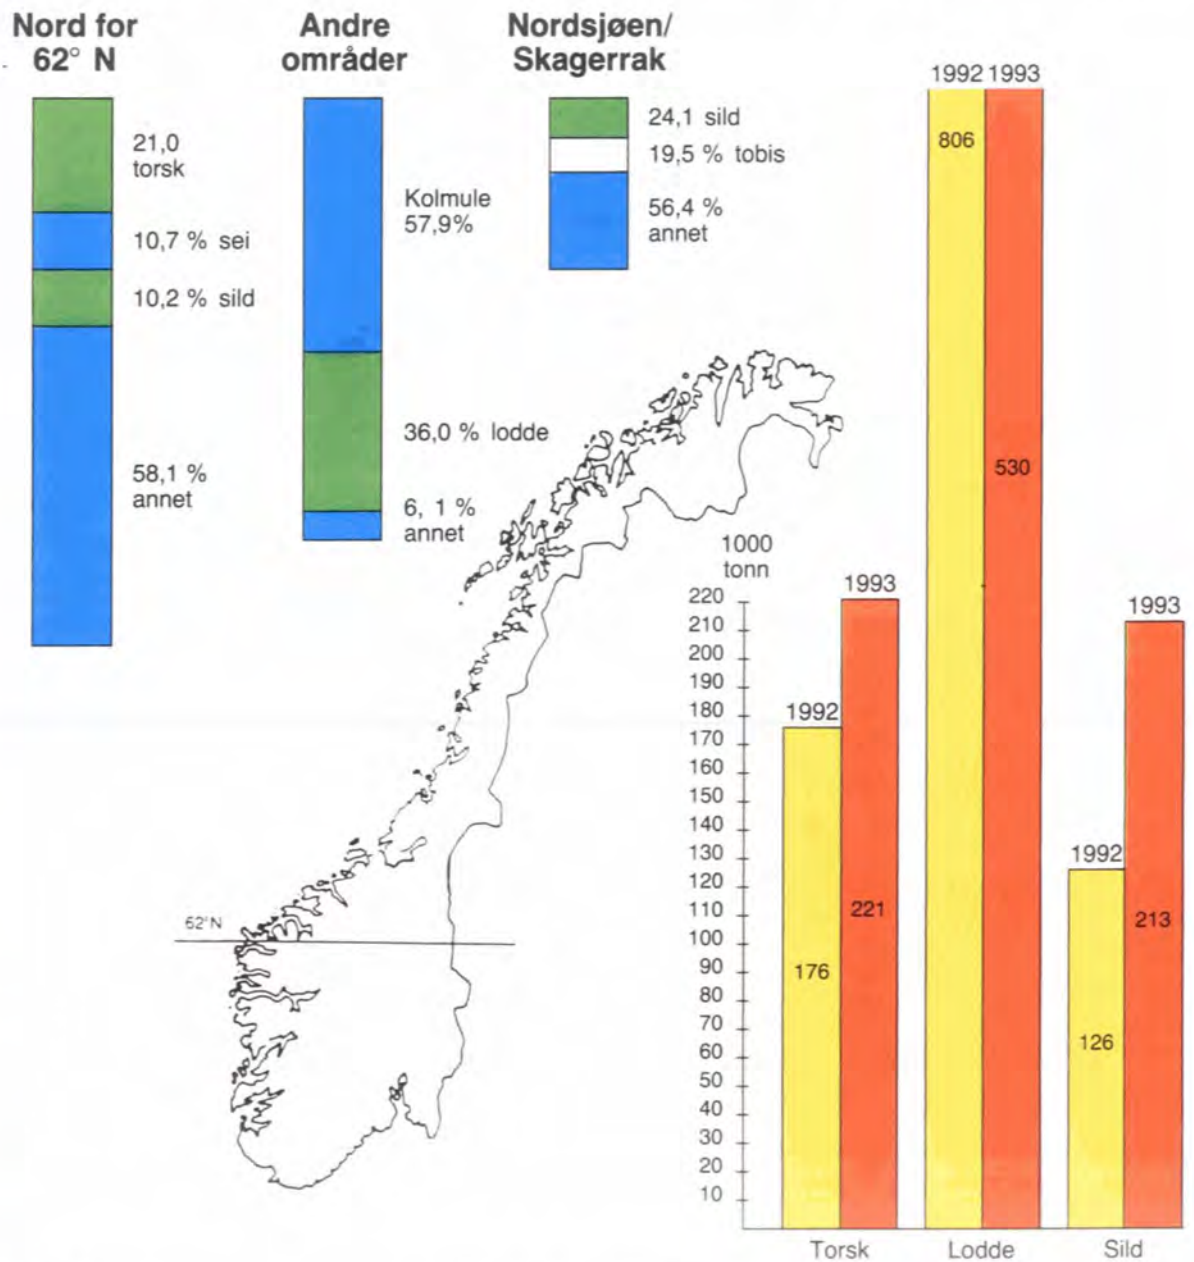 Nord for
62° N
21,0
torsk
10,7 % sei
10,2 % sild
58,1 %
annet
Andre
områder
Kolmule
57,9%
36,0 % lodde
6, 1 %
annet
Nordsjøen/
Skagerrak
24,1 sild
19,5 % tobis
56,4 %
annet
62°N
1000
tonn
220
210
200
190
180
170
160
150
140
130
120
110
100
90
80
70
60
50
40
30
20
10
1992
176
1993
221
Torsk
1992 1993
806
530
Lodde
1992
126
1993
213
Sild